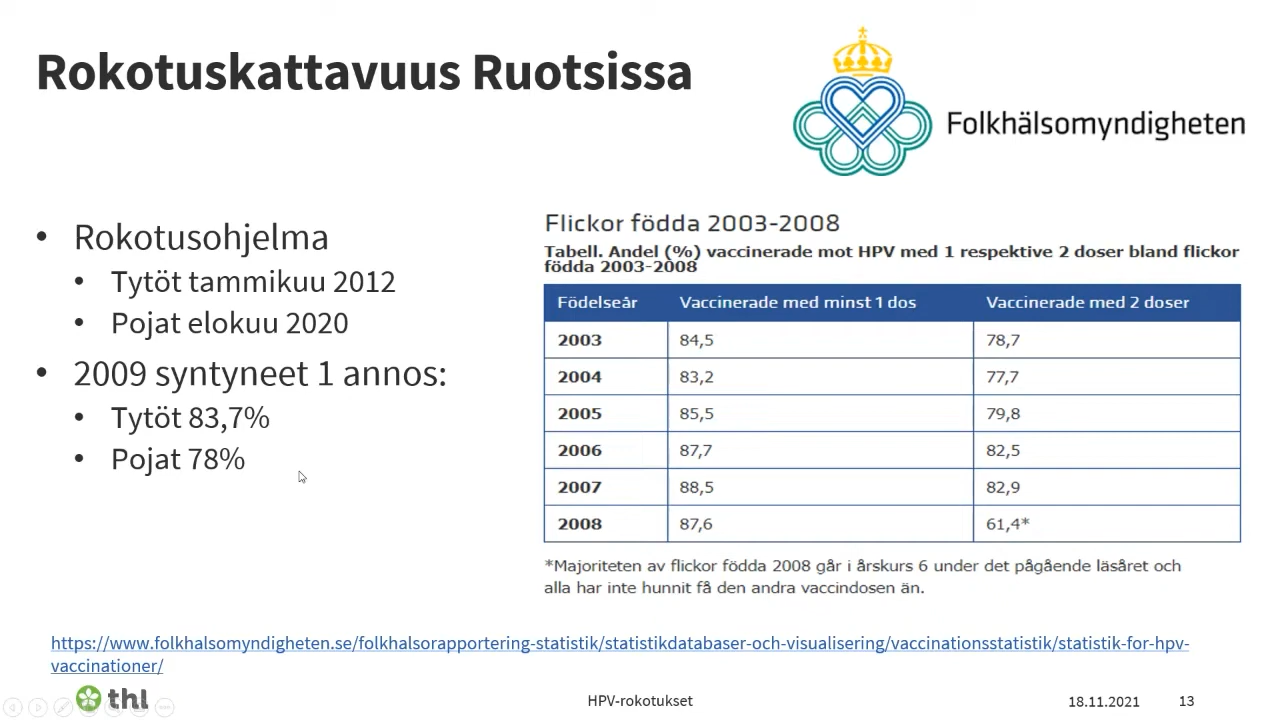 Rokotuskattavuus Ruotsissa
Folkhälsomyndigheten
• Rokotusohjelma
• Tytöt tammikuu 2012
• Pojat elokuu 2020
• 2009 syntyneet 1 annos:
• Tytöt 83,7%
• Pojat 78%
Flickor födda 2003-2008
Tabell. Andel (%) vaccinerade mot HPV med 1 respektive 2 doser bland flickor
födda 2003-2008
Födelseår Vaccinerade med minst 1 dos Vaccinerade med 2 doser
2003 84,5 78,7
2004 83,2 77,7
2005 85,5 79,8
2006 87,7 82,5
2007 88,5 82,9
2008 87,6 61,4*
*Majoriteten av flickor födda 2008 går i årskurs 6 under det pågående läsåret och
alla har inte hunnit få den andra vaccindosen än.
https://www.folkhalsomyndigheten.se/folkhalsorapportering-statistik/statistikdatabaser-och-visualisering/vaccinationsstatistik/statistik-for-hpv-
vaccinationer/
thl
HPV-rokotukset
18.11.2021
13